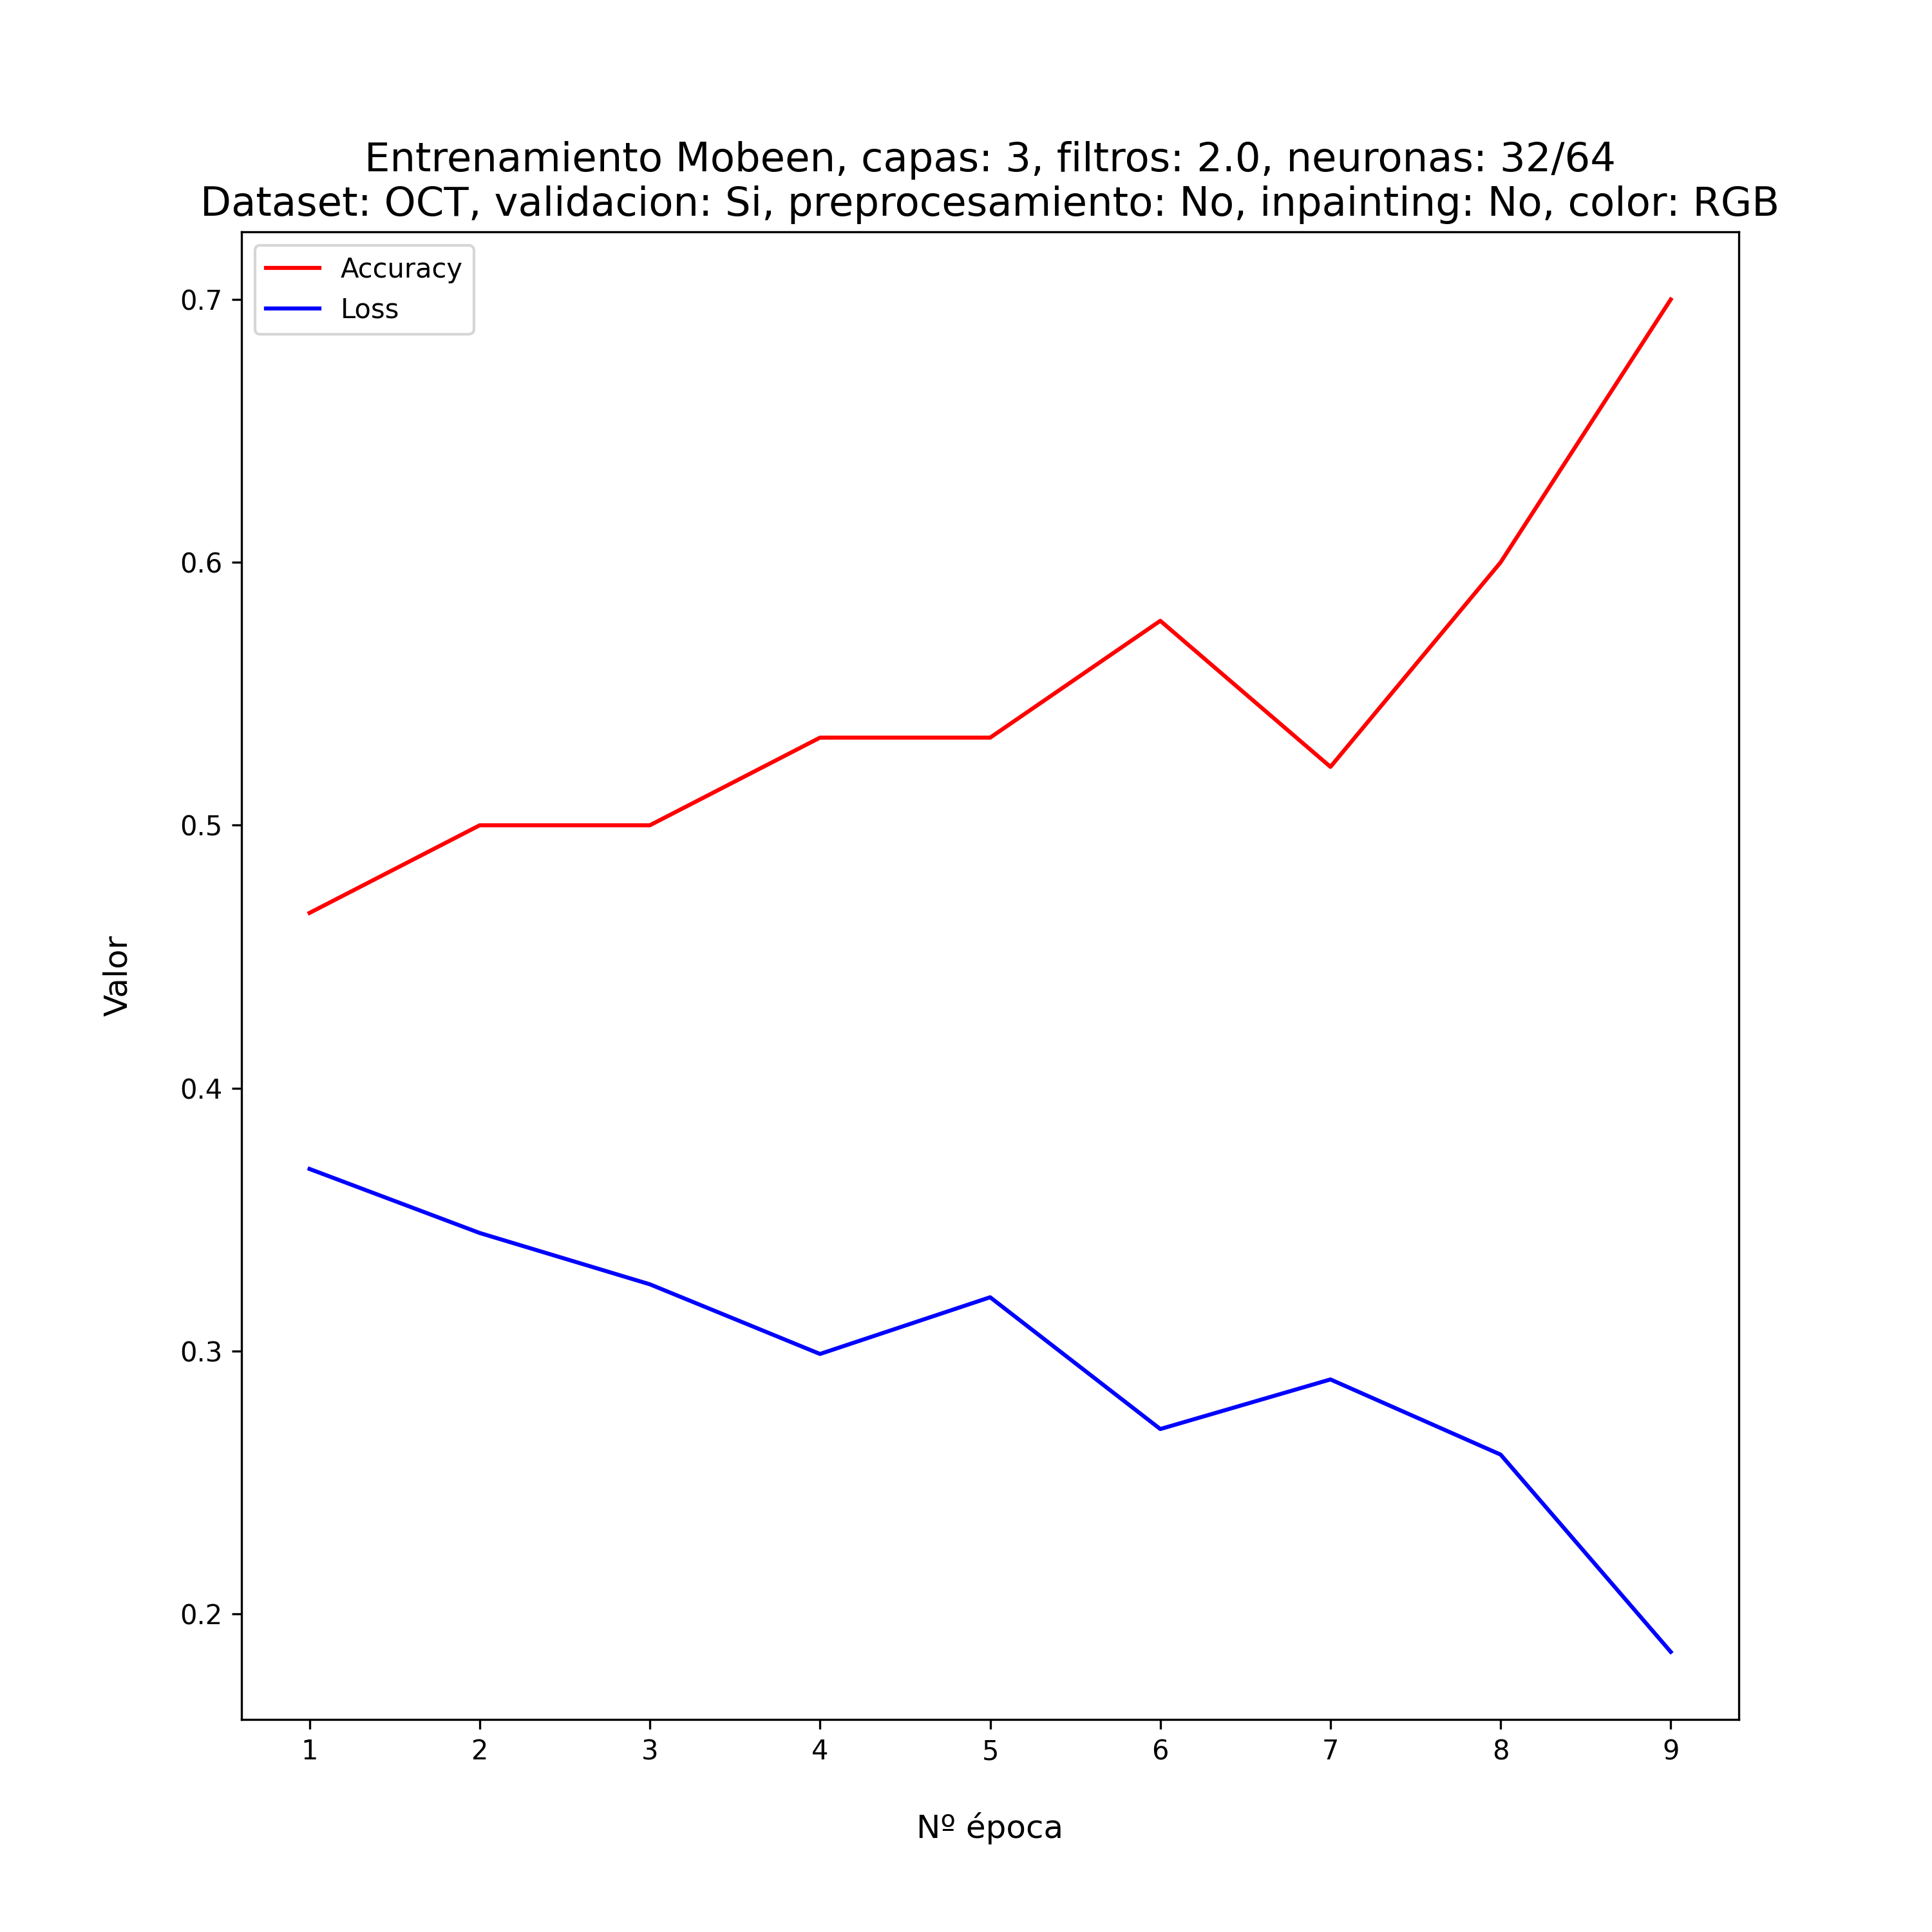 Entrenamiento Mobeen, capas: 3, filtros: 2.0, neuronas: 32/64
Dataset: OCT, validacion: Si, preprocesamiento: No, inpainting: No, color: RGB
Accuracy
Loss
0.7
0.6
0.5
0.4
0.3
0.2
Valor
1 2 3 4 5 6 7 8 9
Nº época